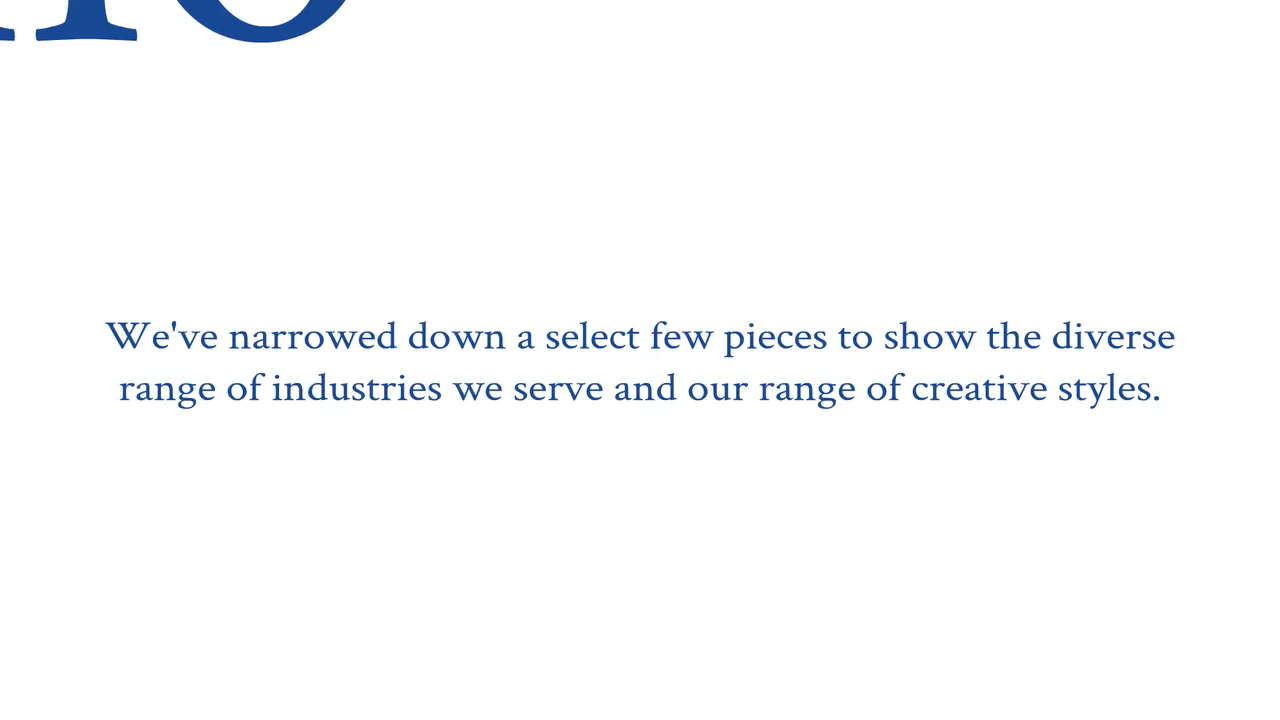 We've narrowed down a select few pieces to show the diverse
range of industries we serve and our range of creative styles.